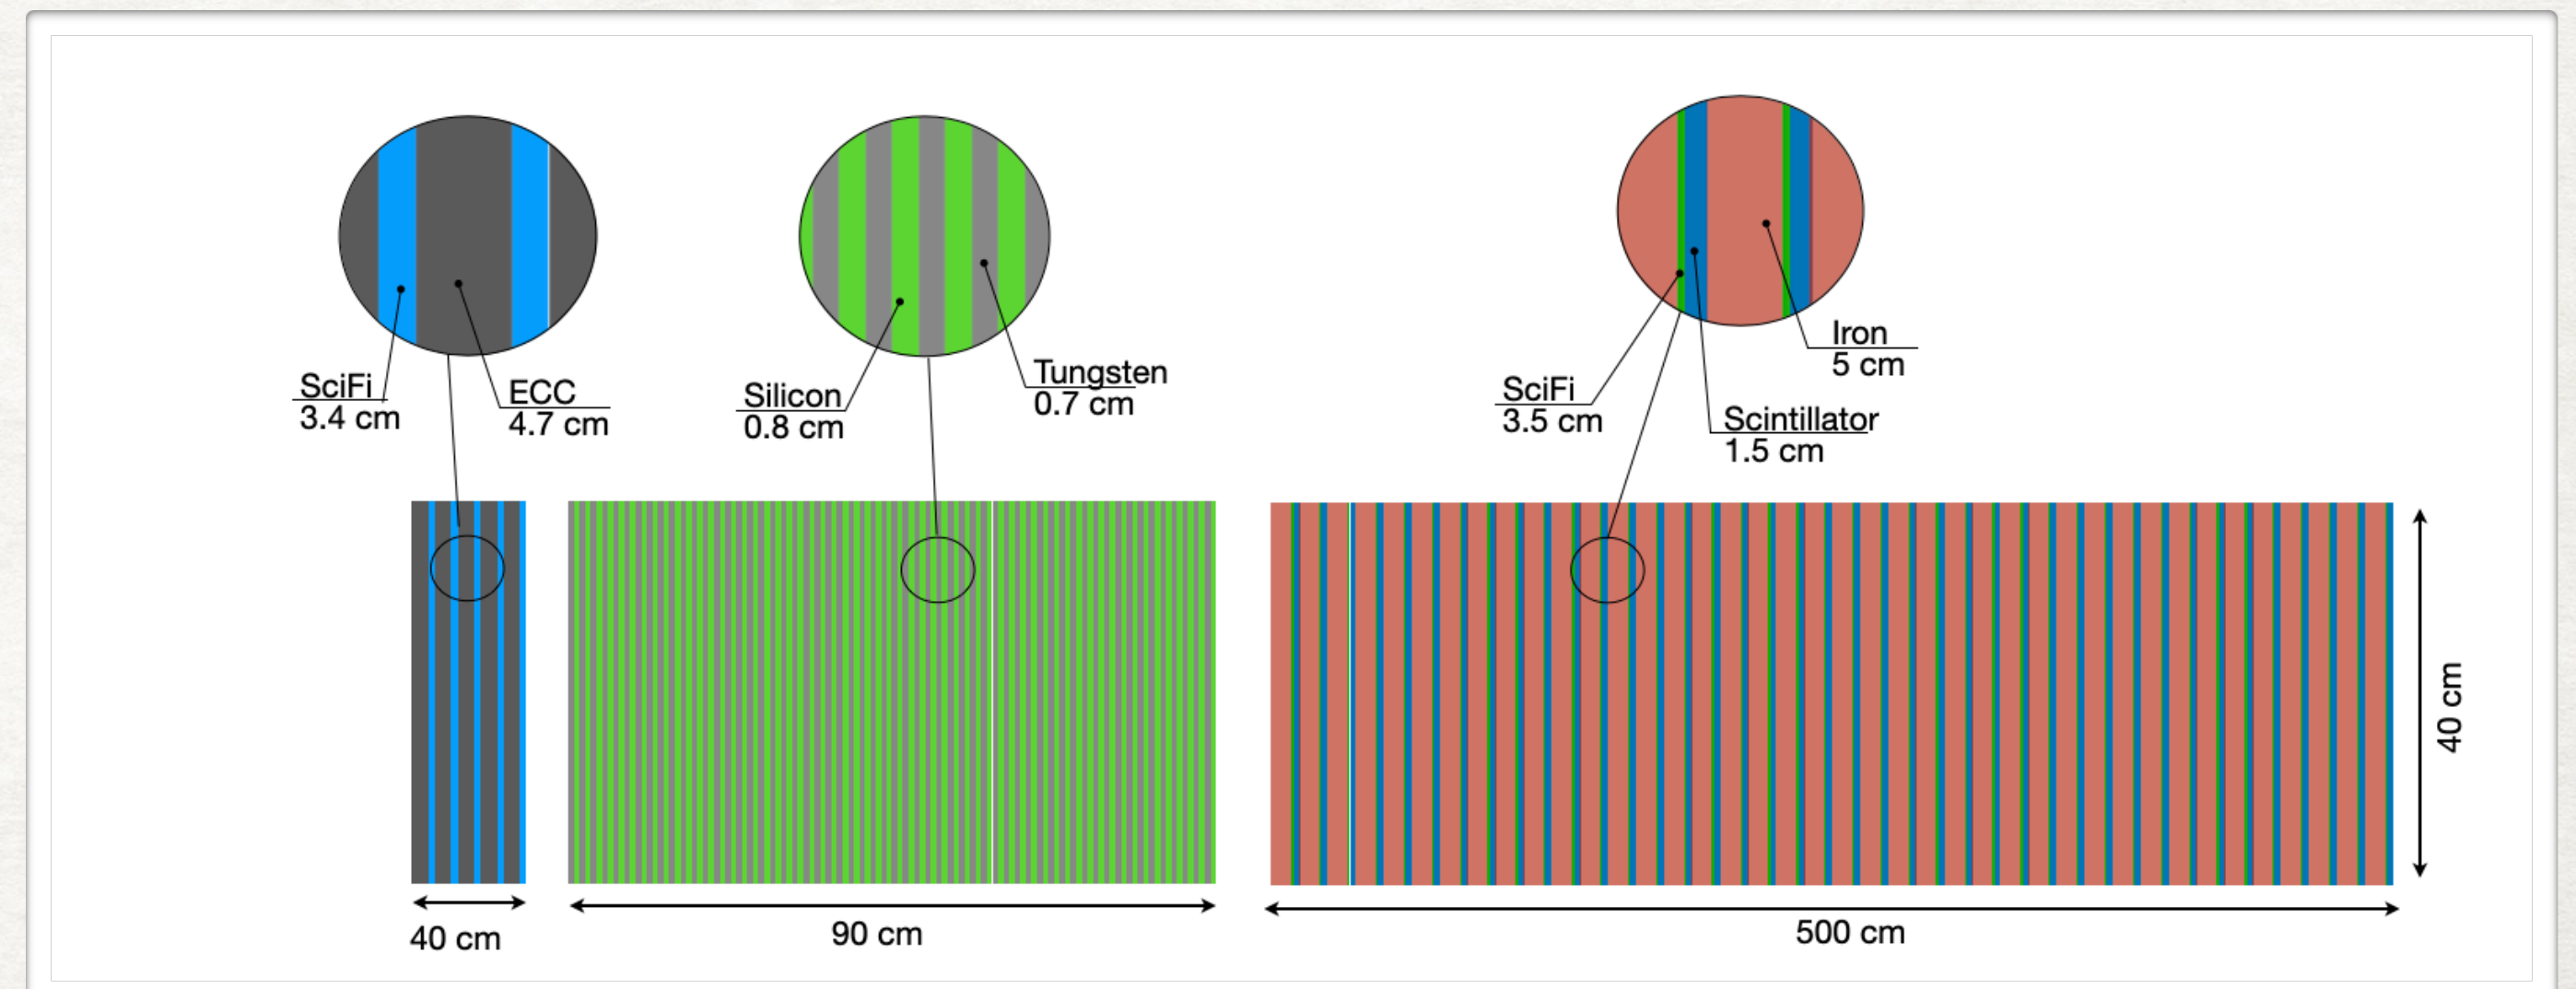 SciFi
3.4 cm
ECC
4.7 cm
Silicon
0.8 cm
Tungsten
0.7 cm
SciFi
3.5 cm
Scintillator
1.5 cm
Iron
5 cm
40 cm
90 cm
500 cm
40 cm